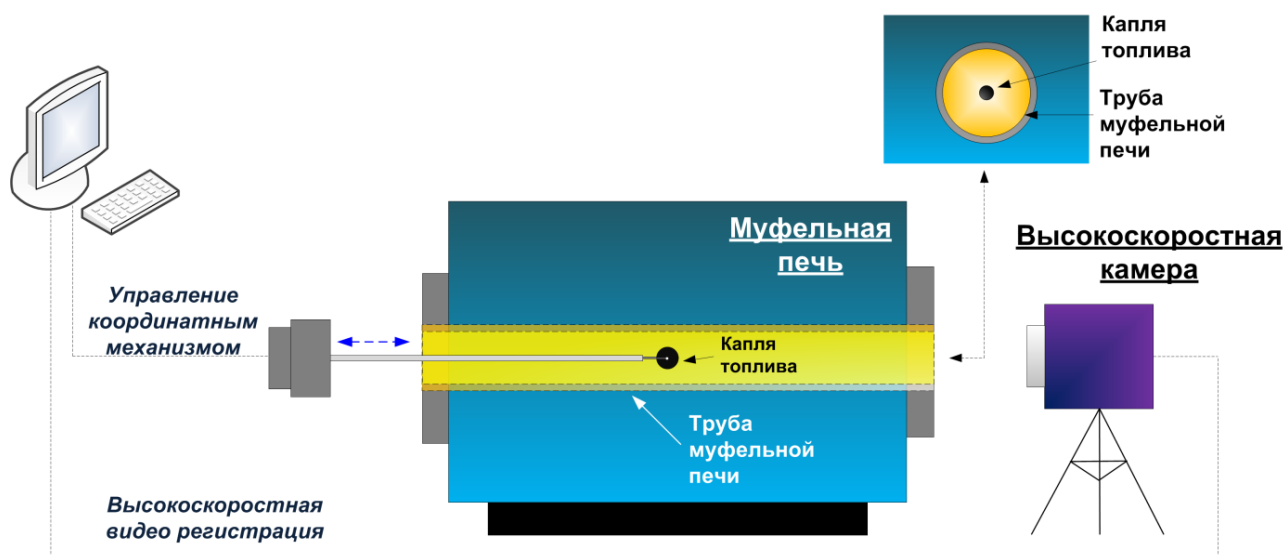 Капля
топлива
Труба
муфельной
печи
Муфельная
печь
Высокоскоростная
камера
Управление
координатным
механизмом
Капля
топлива
Труба
муфельной
печи
Высокоскоростная
видео регистрация